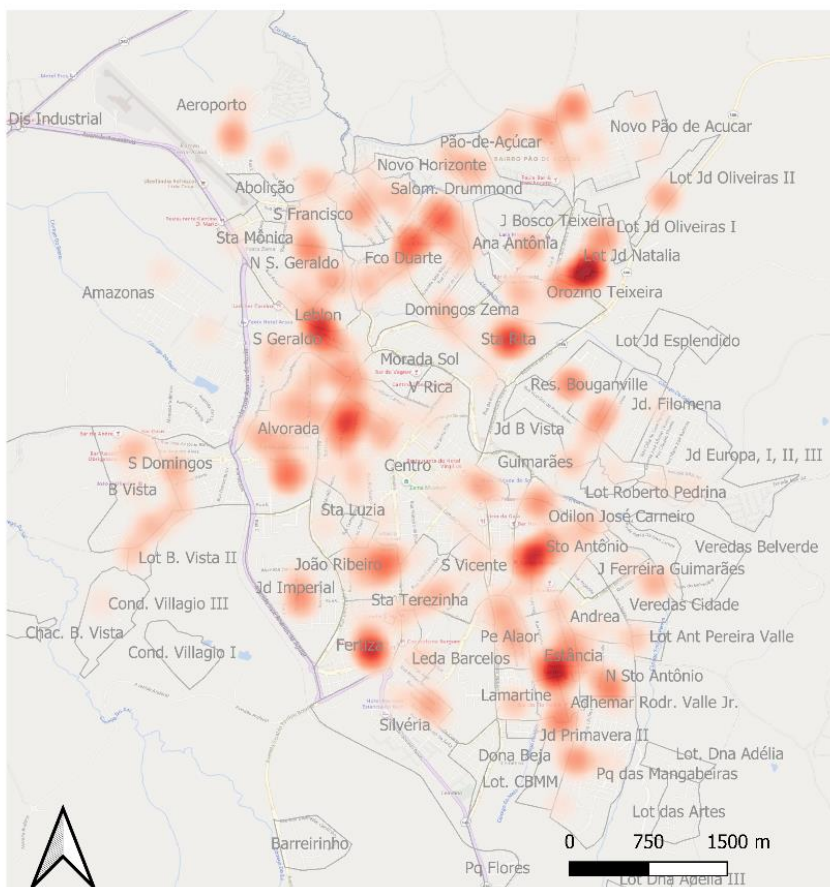 Aeroporto
Dis Industrial
Novo Pão de Acucar
Pão-de-Açúcar
BAIRRO PÃO DE
Novo Horizonte
Lot Jd Oliveiras II
Abolição
Salom. Drummond
S Francisco
J Bosco Teixeira
Lot Jd Oliveiras I
Sta Mônica
Ana Antônia
Fco Duarte
Lot Jd Natalia
N S. Geraldo
Amazonas
Orozino Teixeira
Leblon
Domingos Zema
S Geraldo
Sta Rita
Lot Jd Esplendido
Morada Sol
V Rica
Res. Bouganville
Jd. Filomena
Alvorada
Jd B Vista
Jd Europa, I, II, III
S Domingos
Centro
Guimarães
B Vista
Lot Roberto Pedrina
Sta Luzia
Odilon José Carneiro
Lot B. Vista II
João Ribeiro
S Vicente
Sto Antônio
Veredas Belverde
J Ferreira Guimarães
Jd Imperial
Cond. Villagio III
Sta Terezinha
Andrea
Veredas Cidade
Chac. B. Vista
Pe Alaor
Lot Ant Pereira Valle
Cond. Villagio I
Fertiza
Leda Barcelos
Estância
N Sto Antônio
Lamartine
Adhemar Rodr. Valle Jr.
Silvéria
Jd Primavera II
Dona Beja
Lot. Dna Adélia
Lot. CBMM
Pq das Mangabeiras
Lot das Artes
Barreirinho
0 750 1500 m
Pq Flores
Lot Dna Adélia III